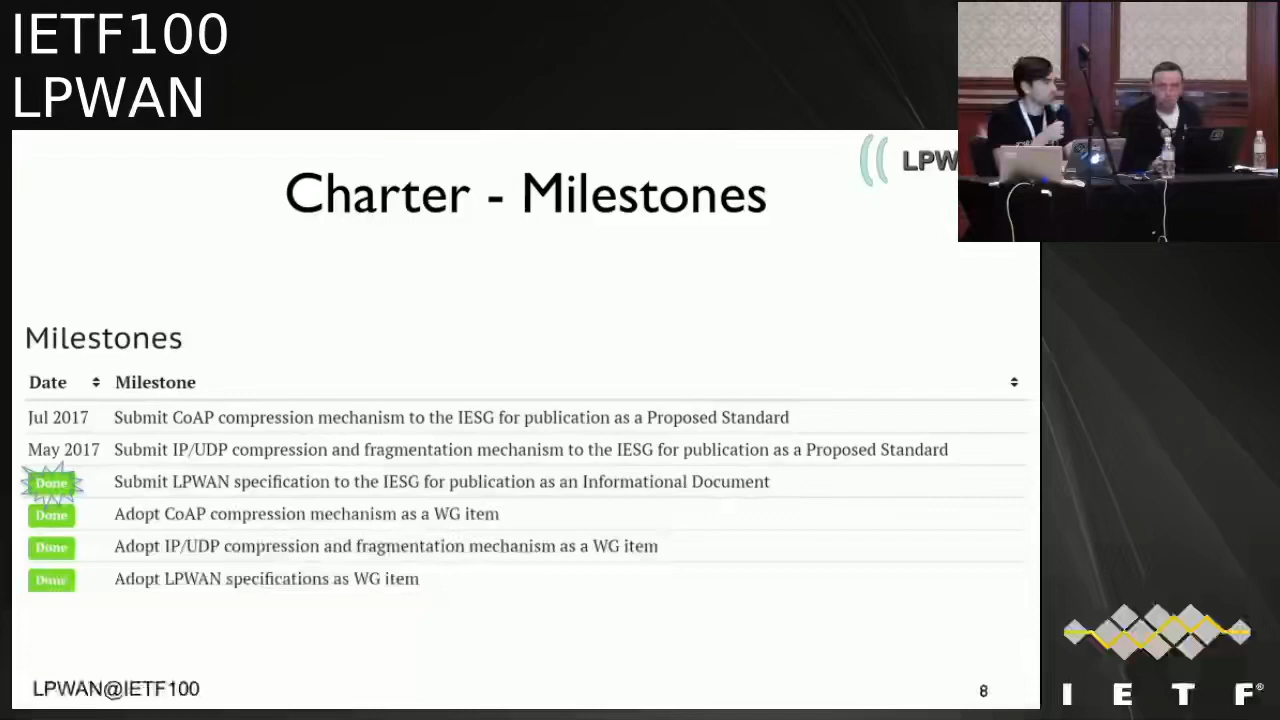 IETF100
LPWAN
LPW
Charter - Milestones
Milestones
Date Milestone
Jul 2017 Submit CoAP compression mechanism to the IESG for publication as a Proposed Standard
May 2017 Submit IP/UDP compression and fragmentation mechanism to the IESG for publication as a Proposed Standard
Done Submit LPWAN specification to the IESG for publication as an Informational Document
Done Adopt CoAP compression mechanism as a WG item
Done Adopt IP/UDP compression and fragmentation mechanism as a WG item
Done Adopt LPWAN specifications as WG item
LPWAN@IETF100 8
I E T F®